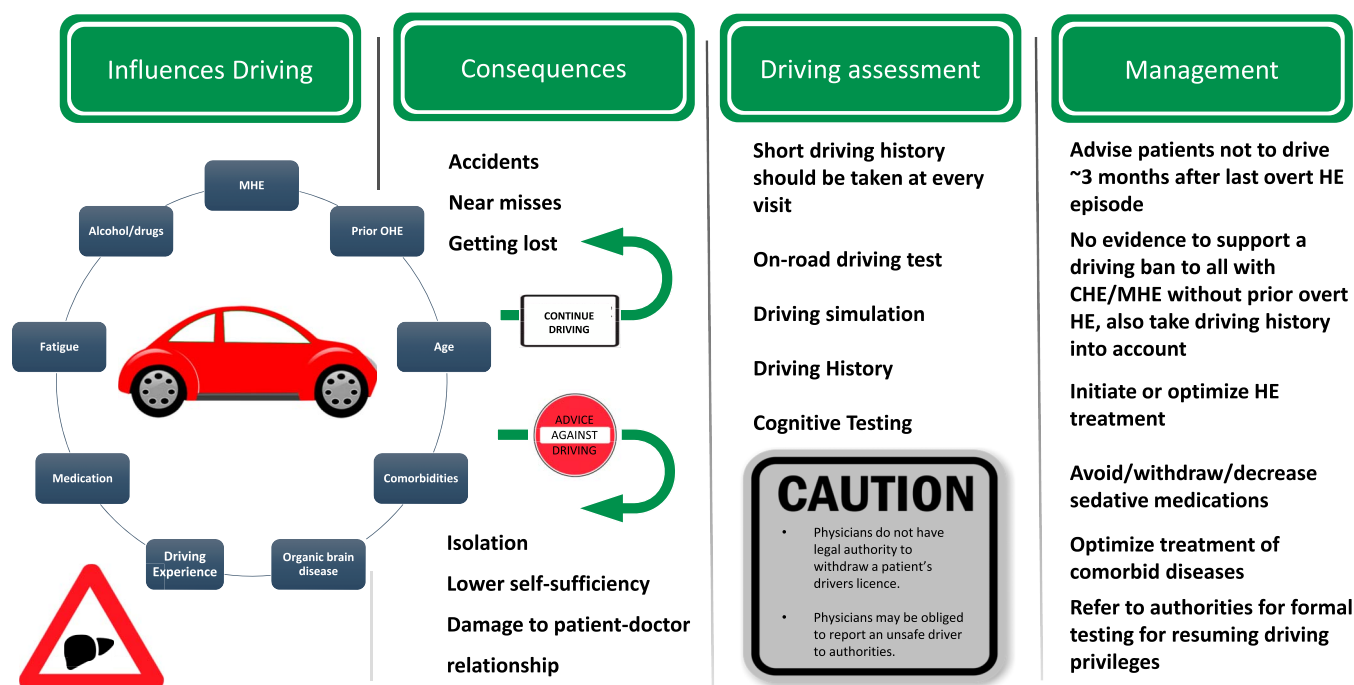 Influences Driving
MHE
Prior OHE
Age
Comorbidities
Organic brain
disease
Driving
Experience
Medication
Fatigue
Alcohol/drugs
Consequences
Accidents
Near misses
Getting lost
CONTINUE
DRIVING
ADVICE
AGAINST
DRIVING
Isolation
Lower self-sufficiency
Damage to patient-doctor
relationship
Driving assessment
Short driving history
should be taken at every
visit
On-road driving test
Driving simulation
Driving History
Cognitive Testing
CAUTION
• Physicians do not have
legal authority to
withdraw a patient's
drivers licence.
• Physicians may be obliged
to report an unsafe driver
to authorities.
Management
Advise patients not to drive
~3 months after last overt HE
episode
No evidence to support a
driving ban to all with
CHE/MHE without prior overt
HE, also take driving history
into account
Initiate or optimize HE
treatment
Avoid/withdraw/decrease
sedative medications
Optimize treatment of
comorbid diseases
Refer to authorities for formal
testing for resuming driving
privileges